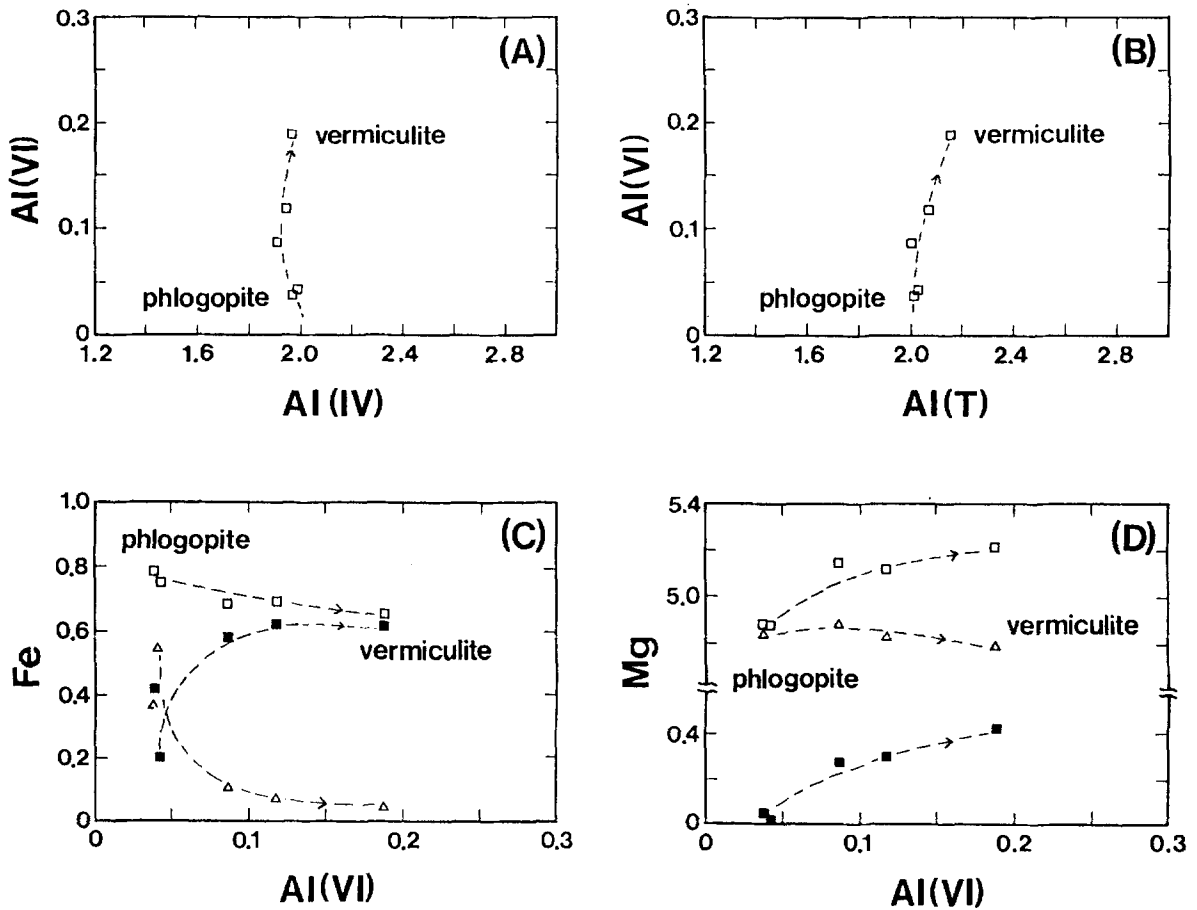 (A)
0.3
0.2
0.1
0
Al(VI)
vermiculite
phlogopite
1.2 1.6 2.0 2.4 2.8
Al(IV)
(B)
0.3
0.2
0.1
0
Al(VI)
vermiculite
phlogopite
1.2 1.6 2.0 2.4 2.8
Al(T)
(C)
1.0
0.8
0.6
0.4
0.2
0
Fe
phlogopite
vermiculite
0 0.1 0.2 0.3
Al(VI)
(D)
5.4
5.0
0.4
0
Mg
vermiculite
phlogopite
0 0.1 0.2 0.3
Al(VI)